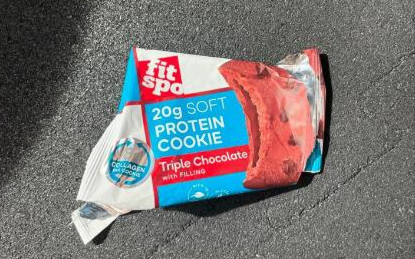 fit
spo
20g SOFT
PROTEIN
COOKIE
Triple Chocolate
with FILLING
COLLAGEN